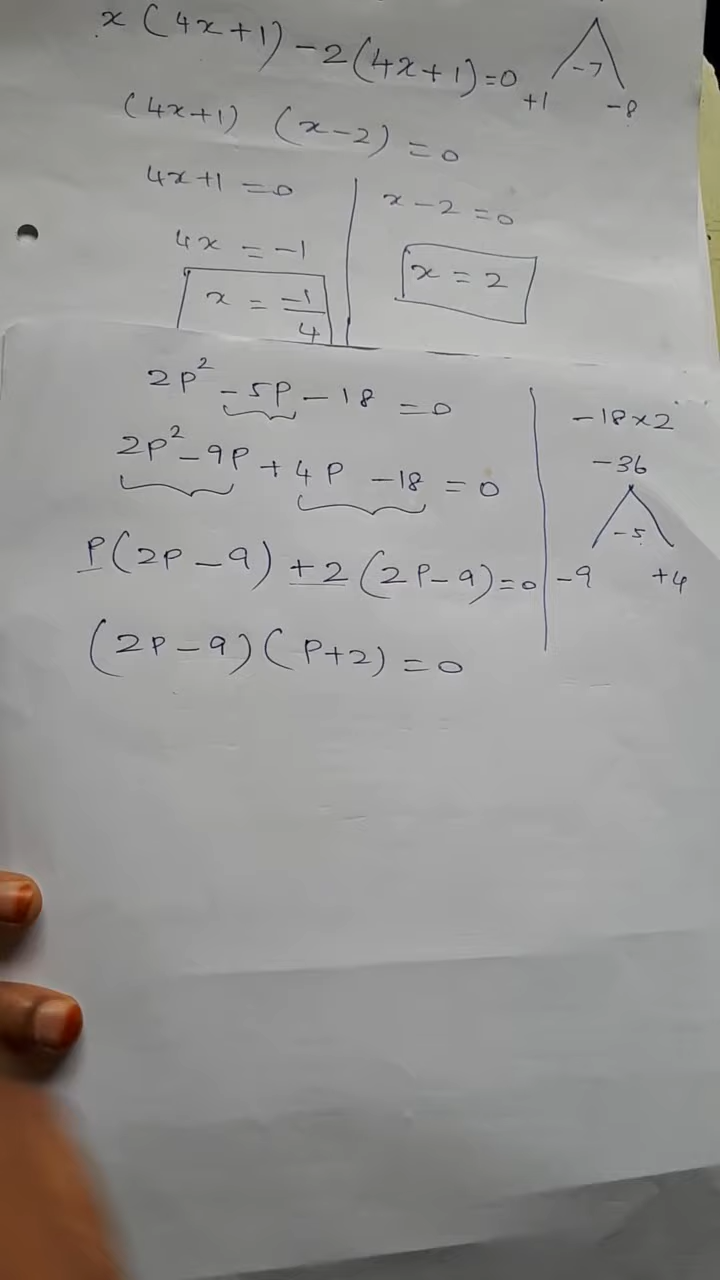 x (4x+1) -2(4x+1)=0
-7
+1 -8
(4x+1) (x-2) =0
4x+1 =0
4x = -1
x = -1/4
x-2=0
x = 2
2P² -5P -18 =0
2P² -9P +4P -18 =0
P(2P-9) +2(2P-9)=0
(2P-9)(P+2)=0
-18×2
-36
-5
-9 +4